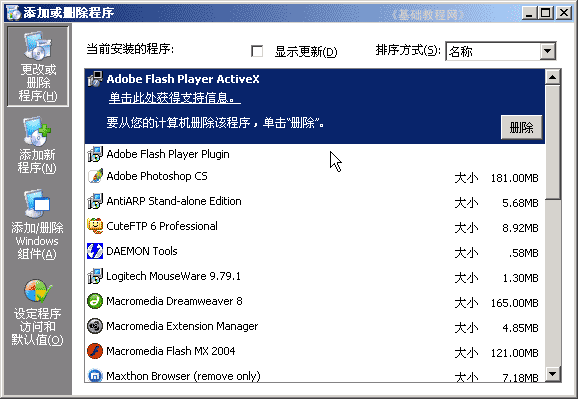 添加或删除程序
《基础教程网》
更改或
删除
程序(H)
添加新
程序(N)
添加/删除
Windows
组件(A)
设定程序
访问和
默认值(O)
当前安装的程序: 显示更新(D) 排序方式(S): 名称
Adobe Flash Player ActiveX
单击此处获得支持信息。
要从您的计算机删除该程序，单击“删除”。 删除
Adobe Flash Player Plugin
Adobe Photoshop CS 大小 181.00MB
AntiARP Stand-alone Edition 大小 5.68MB
CuteFTP 6 Professional 大小 8.92MB
DAEMON Tools 大小 .58MB
Logitech MouseWare 9.79.1 大小 1.30MB
Macromedia Dreamweaver 8 大小 165.00MB
Macromedia Extension Manager 大小 4.85MB
Macromedia Flash MX 2004 大小 121.00MB
Maxthon Browser (remove only) 大小 7.18MB